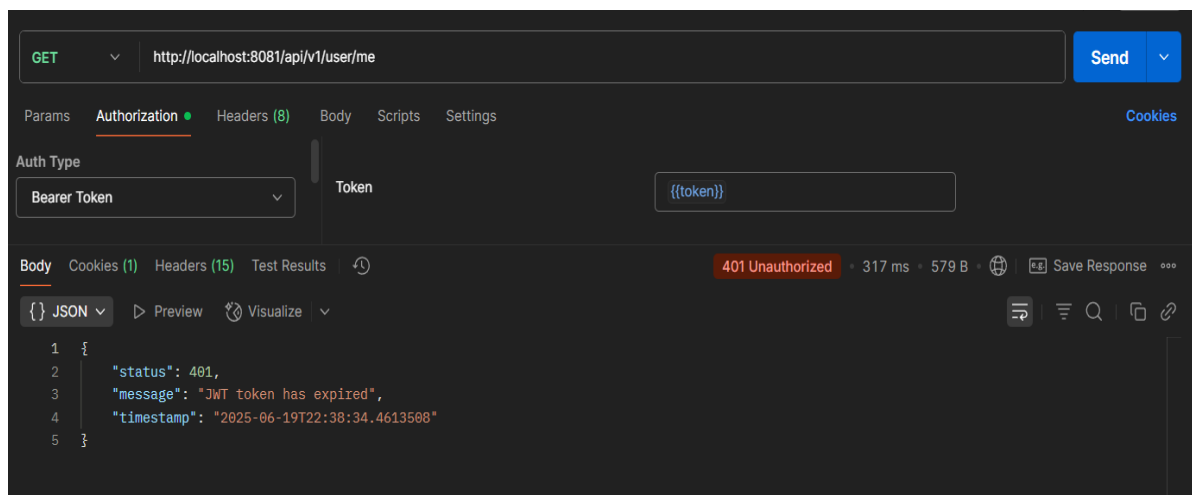 GET http://localhost:8081/api/v1/user/me Send
Params Authorization Headers (8) Body Scripts Settings Cookies
Auth Type
Bearer Token
Token {{token}}
Body Cookies (1) Headers (15) Test Results 401 Unauthorized 317 ms 579 B e.g. Save Response
{} JSON Preview Visualize
1 {
2 "status": 401,
3 "message": "JWT token has expired",
4 "timestamp": "2025-06-19T22:38:34.4613508"
5 }